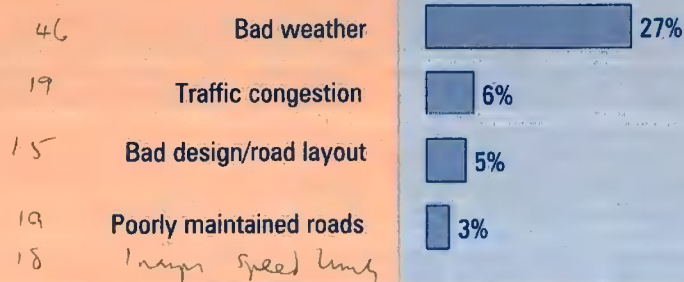 46 Bad weather 27%
19 Traffic congestion 6%
15 Bad design/road layout 5%
19 Poorly maintained roads 3%
18 speed limits